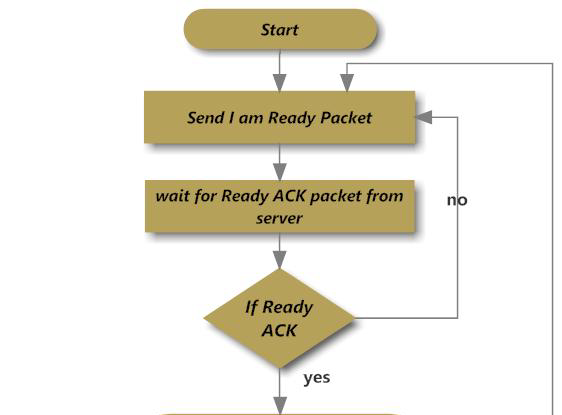 Start
Send I am Ready Packet
wait for Ready ACK packet from
server
no
If Ready
ACK
yes